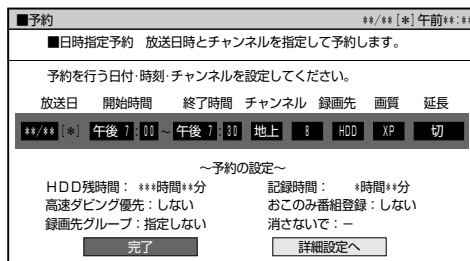 ■予約 **/**[*]午前**:**
■日時指定予約 放送日時とチャンネルを指定して予約します。
予約を行う日付・時刻・チャンネルを設定してください。
放送日 開始時間 終了時間 チャンネル 録画先 画質 延長
**/**[*] 午後 7:00 ~ 午後 7:30 地上 8 HDD XP 切
~予約の設定~
HDD残時間: ***時間**分 記録時間: *時間**分
高速ダビング優先:しない おこのみ番組登録:しない
録画先グループ:指定しない 消さないで:−
完了 詳細設定へ